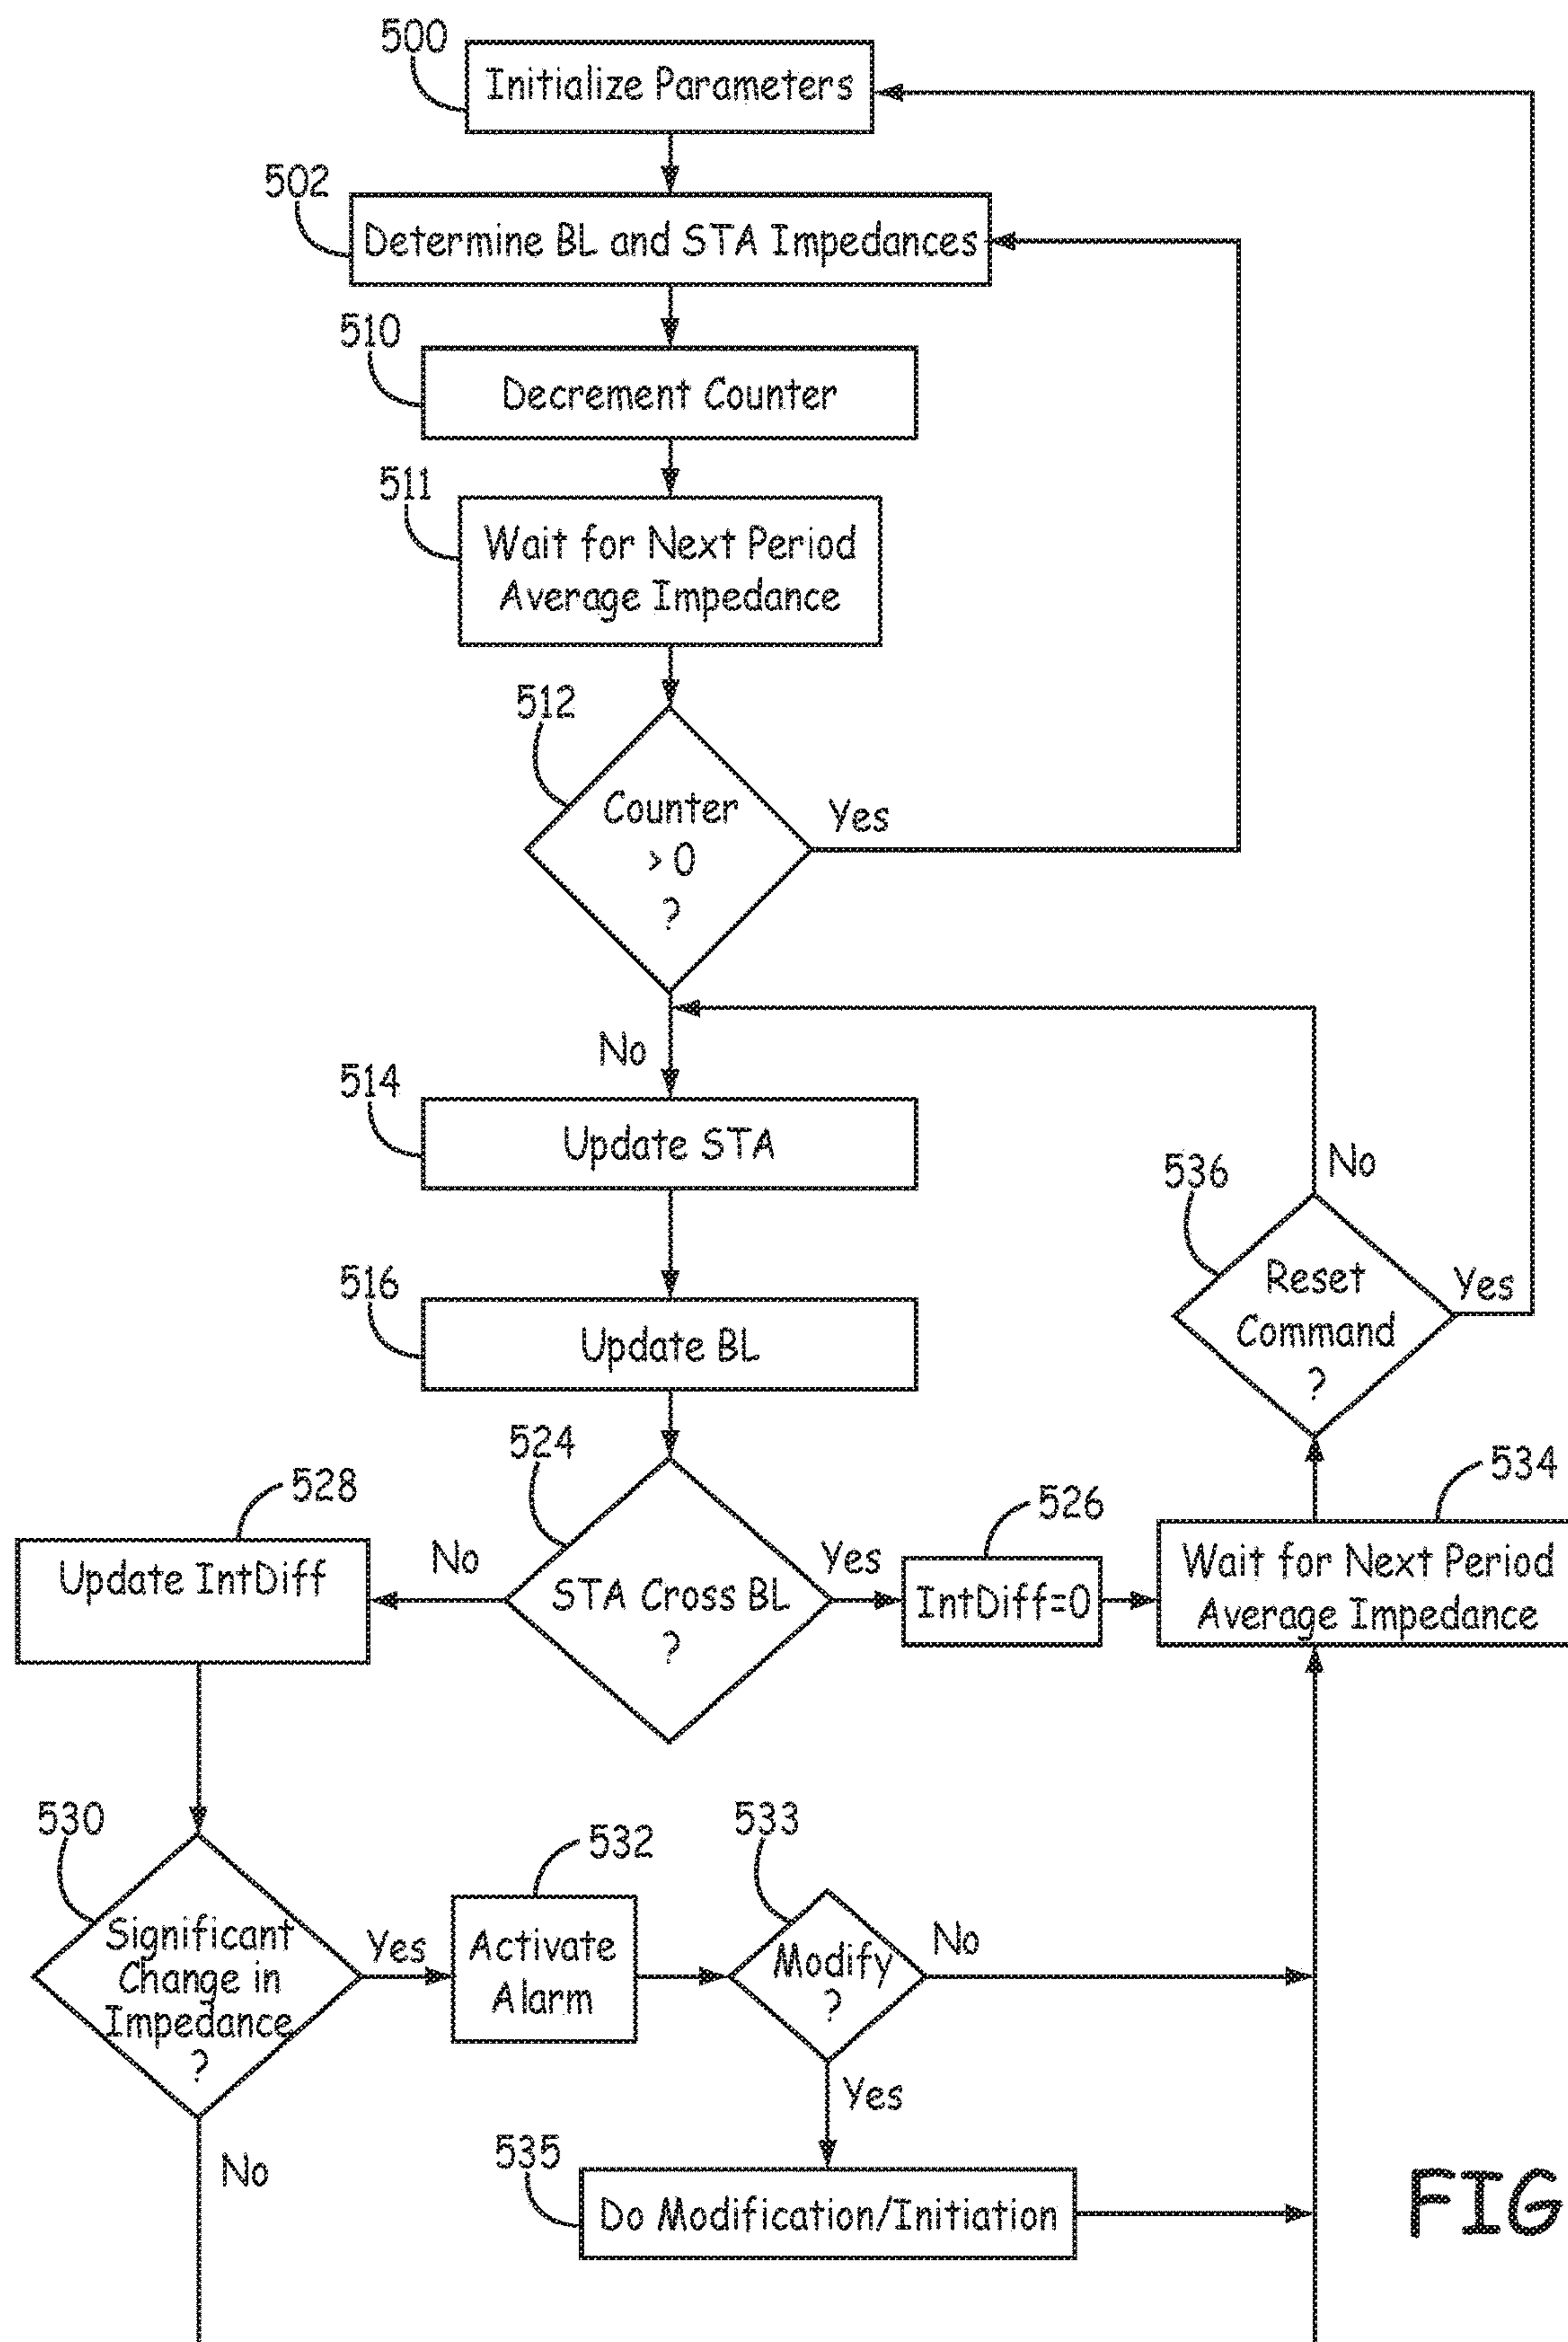 500
Initialize Parameters
502
Determine BL and STA Impedances
510
Decrement Counter
511
Wait for Next Period
Average Impedance
512
Counter
> 0
?
Yes
No
514
Update STA
536
No
Reset
Command
?
Yes
516
Update BL
524
STA Cross BL
?
No
Yes
528
Update IntDiff
526
IntDiff=0
534
Wait for Next Period
Average Impedance
530
Significant
Change in
Impedance
?
Yes
No
532
Activate
Alarm
533
Modify
?
No
Yes
535
Do Modification/Initiation
FIG